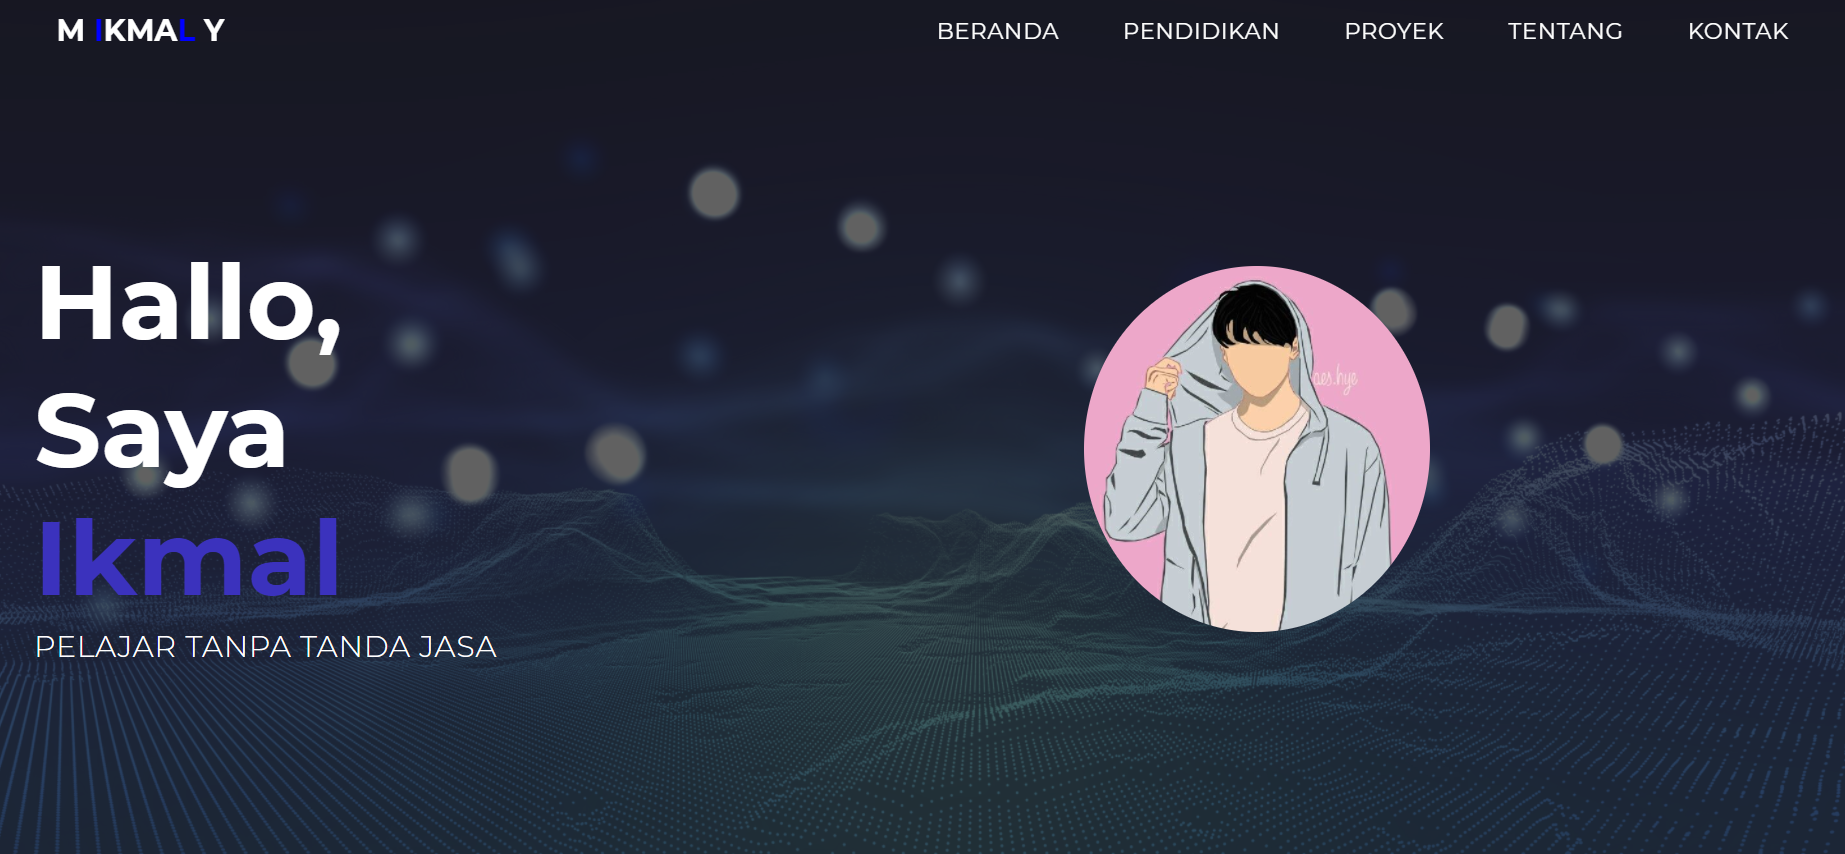 M IKMAL Y
BERANDA PENDIDIKAN PROYEK TENTANG KONTAK
Hallo,
Saya
Ikmal
aes.hye
PELAJAR TANPA TANDA JASA